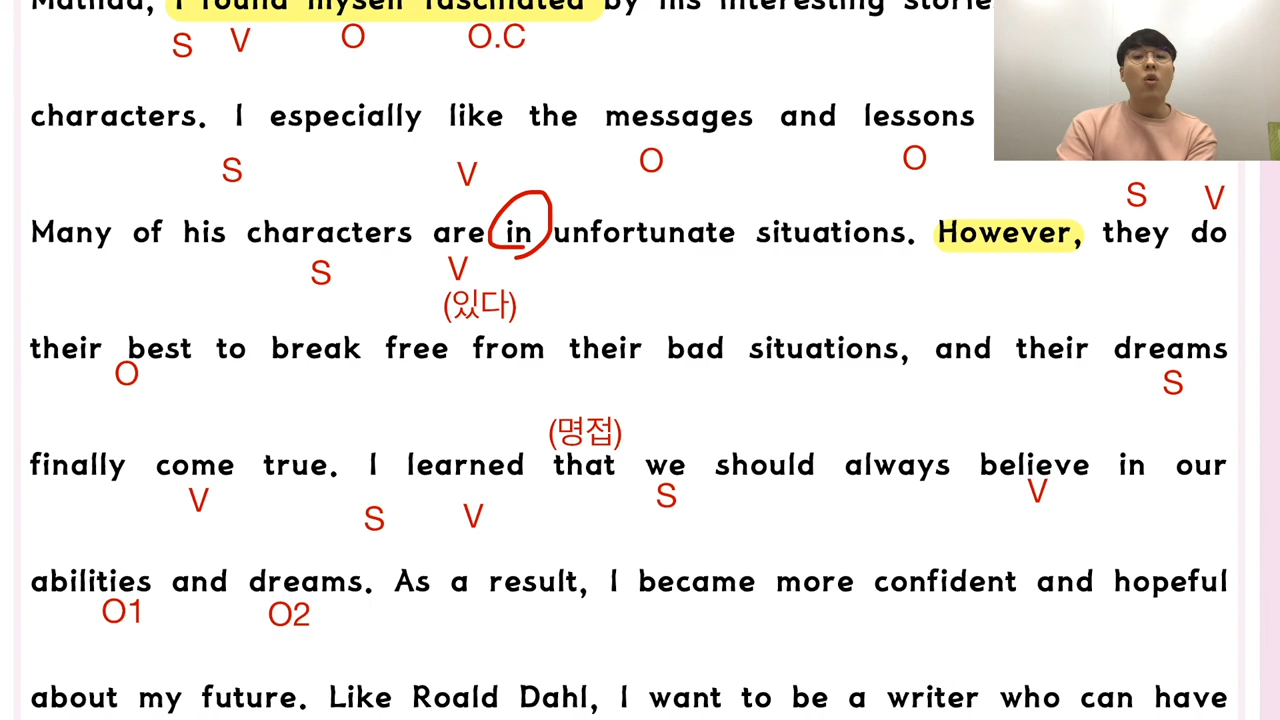 Matilda, I found myself fascinated by his interesting storie
S V O O.C
characters. I especially like the messages and lessons
S V O O
S V
Many of his characters are in unfortunate situations. However, they do
S V
(있다)
their best to break free from their bad situations, and their dreams
O S
(명접)
finally come true. I learned that we should always believe in our
V S V S V
abilities and dreams. As a result, I became more confident and hopeful
O1 O2
about my future. Like Roald Dahl, I want to be a writer who can have